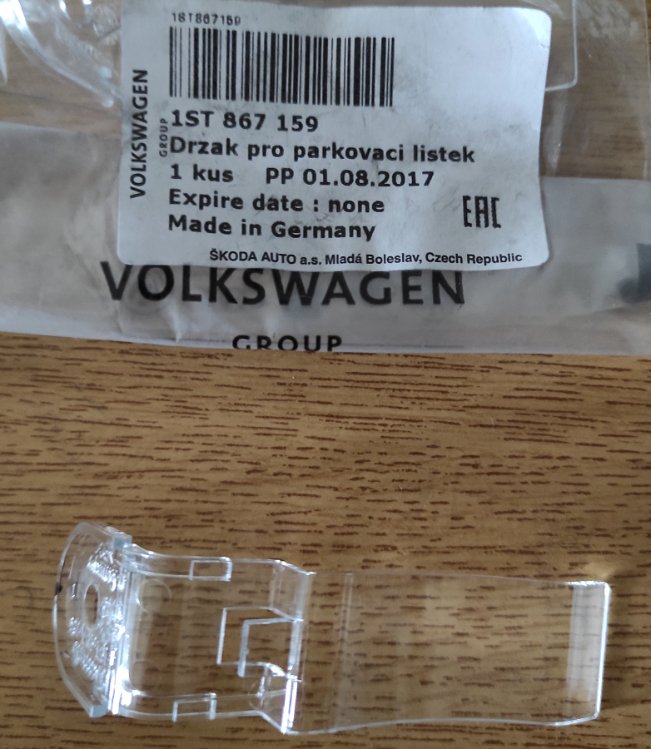 1ST867159
VOLKSWAGEN
GROUP
1ST 867 159
Drzak pro parkovaci listek
1 kus PP 01.08.2017
Expire date : none
Made in Germany
EAC
ŠKODA AUTO a.s. Mladá Boleslav, Czech Republic
VOLKSWAGEN
GROUP